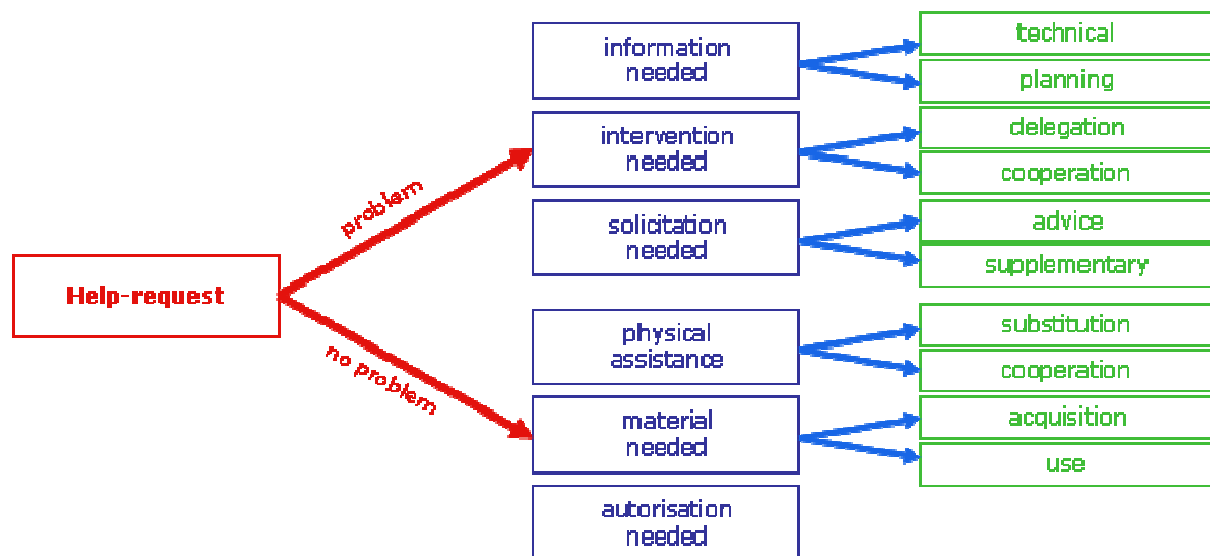 Help-request
problem
no problem
information
needed
intervention
needed
solicitation
needed
physical
assistance
material
needed
autorisation
needed
technical
planning
delegation
cooperation
advice
supplementary
substitution
cooperation
acquisition
use